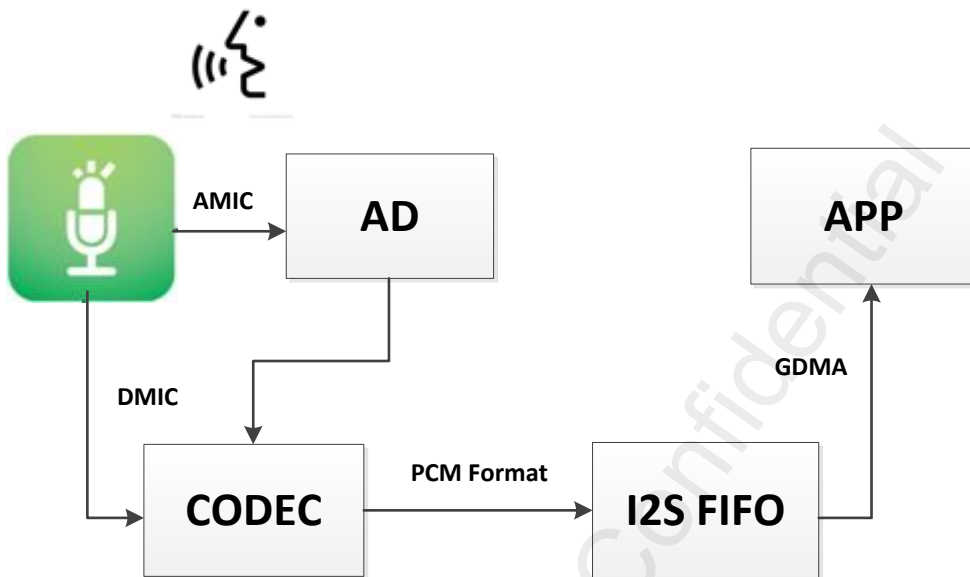 AMIC
AD
APP
DMIC
GDMA
CODEC
PCM Format
I2S FIFO
Confidential